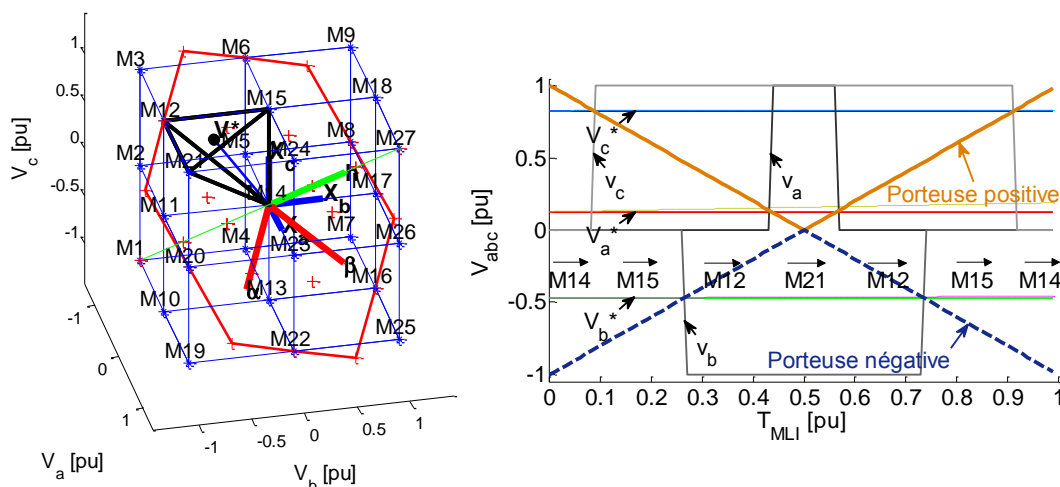 V_c [pu]
1
0.5
0
-0.5
-1
M3
M6
M9
M12
M15
M18
V*
M8
M27
M2
M5
M24
M21
X_c
n
M14
X_b
M17
M11
X_a
M1
M4
M7
M26
M20
M23
β
α
M16
M10
M13
M19
M22
M25
-1
0
1
-1
-0.5
0
0.5
1
V_a [pu]
V_b [pu]
V_abc [pu]
1
0.5
0
-0.5
-1
V_c*
v_c
v_a
Porteuse positive
V_a*
M14 M15 M12 M21 M12 M15 M14
V_b*
v_b
Porteuse négative
0 0.1 0.2 0.3 0.4 0.5 0.6 0.7 0.8 0.9 1
T_MLI [pu]